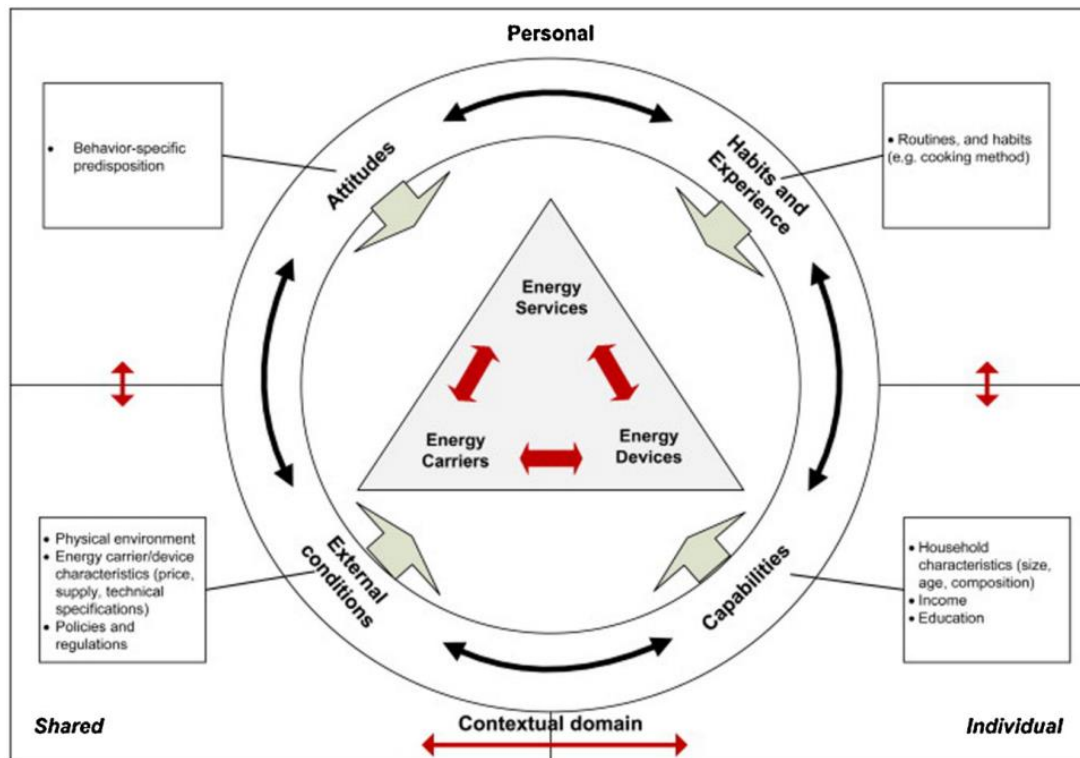 Personal
• Behavior-specific
predisposition
Attitudes
Habits and
Experience
• Routines, and habits
(e.g. cooking method)
Energy
Services
Energy
Carriers
Energy
Devices
• Physical environment
• Energy carrier/device
characteristics (price,
supply, technical
specifications)
• Policies and
regulations
External
conditions
Capabilities
• Household
characteristics (size,
age, composition)
• Income
• Education
Shared
Contextual domain
Individual